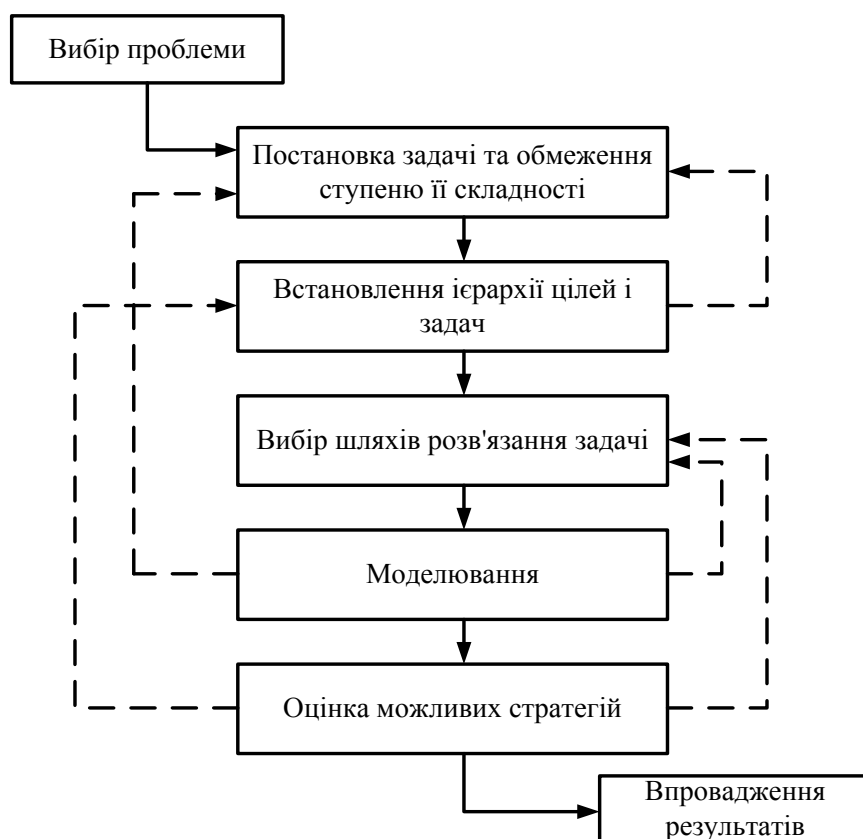 Вибір проблеми
Постановка задачі та обмеження
ступеню її складності
Встановлення ієрархії цілей і
задач
Вибір шляхів розв'язання задачі
Моделювання
Оцінка можливих стратегій
Впровадження
результатів